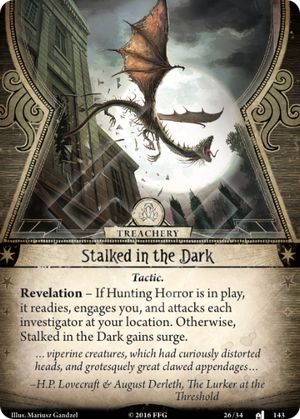 TREACHERY
Stalked in the Dark
Tactic.
Revelation – If Hunting Horror is in play,
it readies, engages you, and attacks each
investigator at your location. Otherwise,
Stalked in the Dark gains surge.
… viperine creatures, which had curiously distorted
heads, and grotesquely great clawed appendages…
–H.P. Lovecraft & August Derleth, The Lurker at the
Threshold
Illus. Mariusz Gandzel
© 2016 FFG
26/34
143